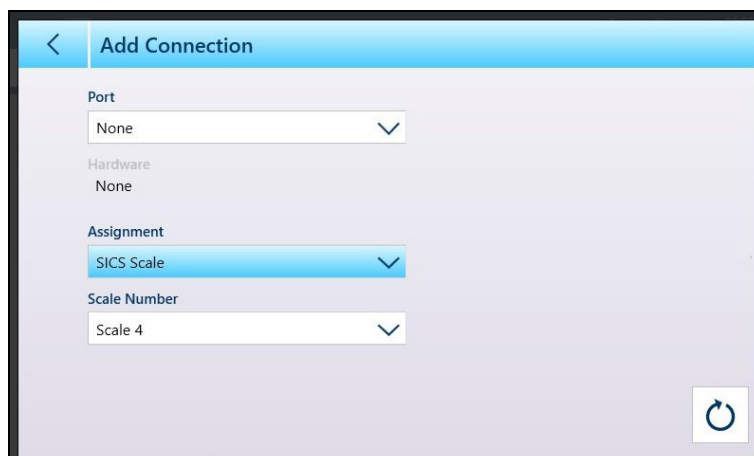 Add Connection
Port
None
Hardware
None
Assignment
SICS Scale
Scale Number
Scale 4